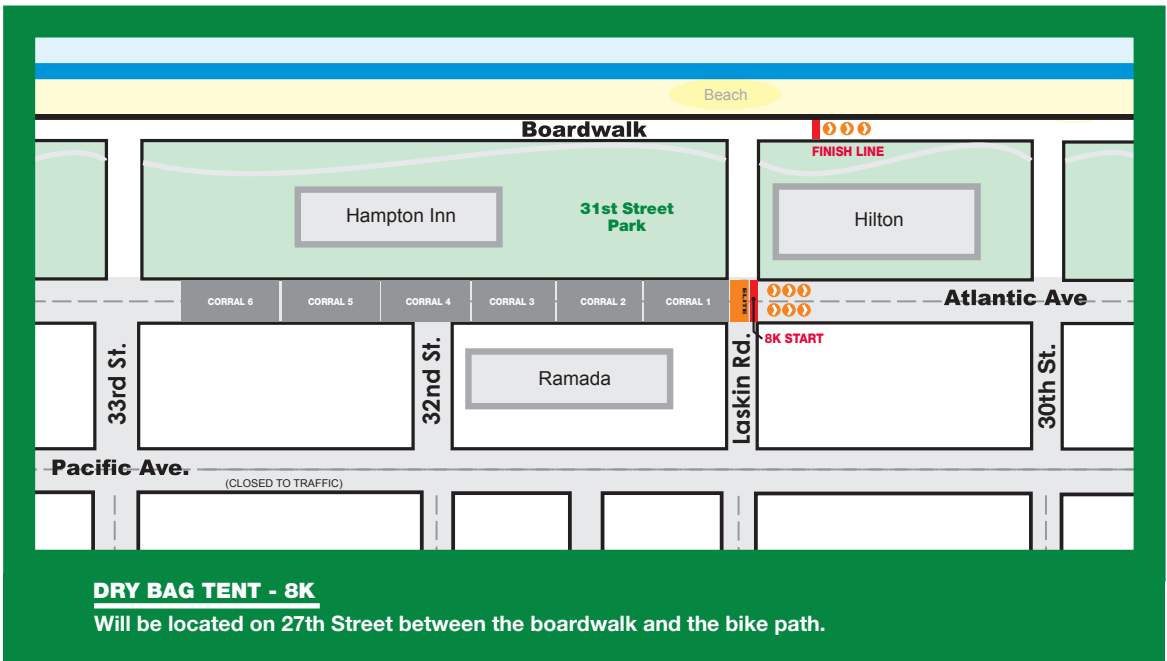 Beach
Boardwalk
FINISH LINE
Hampton Inn
31st Street
Park
Hilton
CORRAL 6
CORRAL 5
CORRAL 4
CORRAL 3
CORRAL 2
CORRAL 1
ELITE
Atlantic Ave
8K START
33rd St.
32nd St.
Ramada
Laskin Rd.
30th St.
Pacific Ave.
(CLOSED TO TRAFFIC)
DRY BAG TENT - 8K
Will be located on 27th Street between the boardwalk and the bike path.